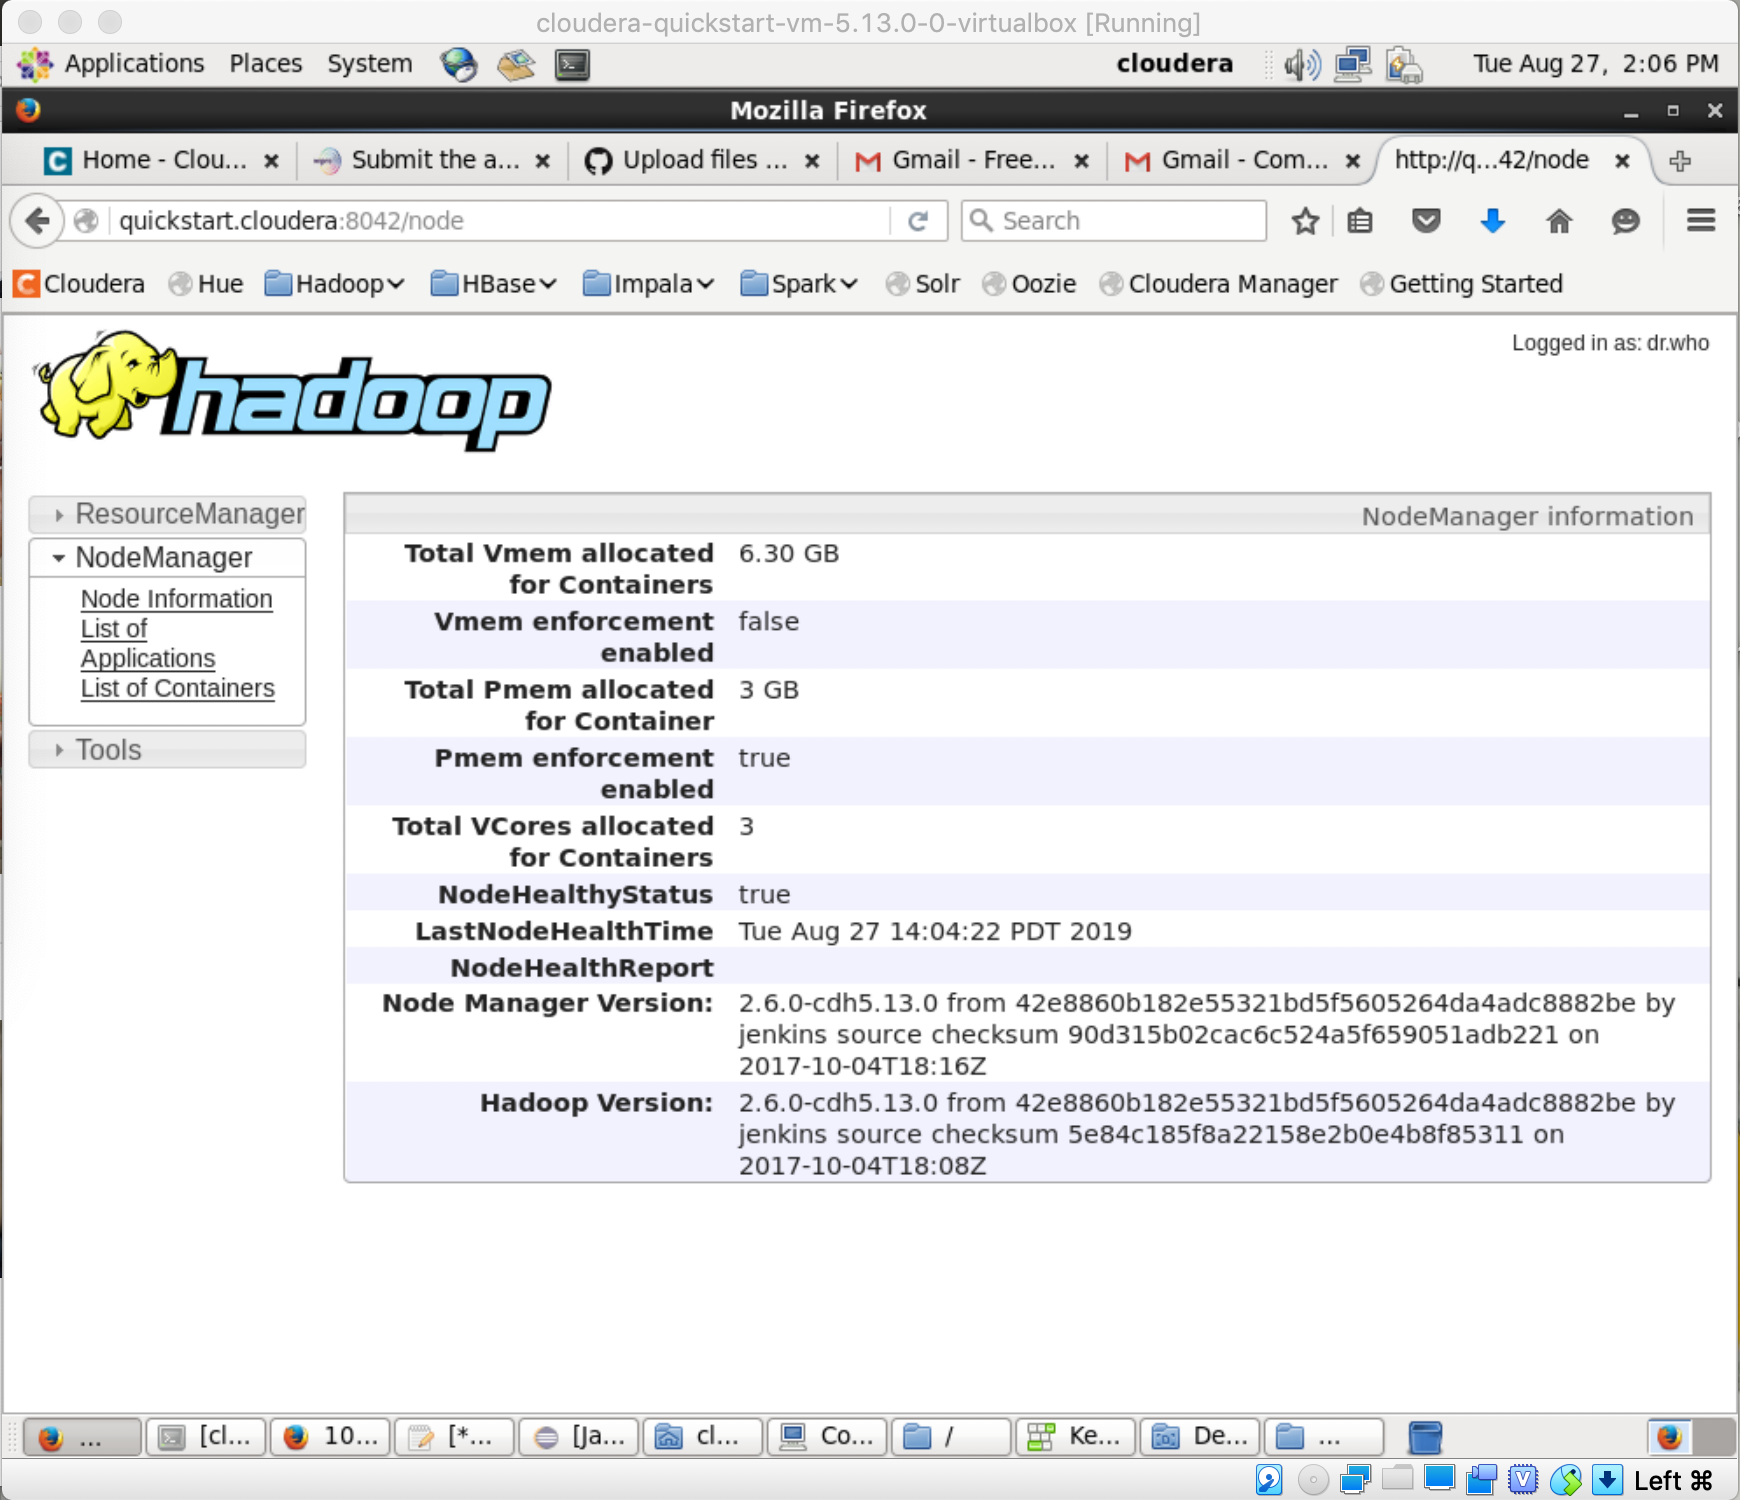 cloudera-quickstart-vm-5.13.0-0-virtualbox [Running]
Applications Places System cloudera Tue Aug 27, 2:06 PM
Mozilla Firefox
Home - Clou... Submit the a... Upload files ... Gmail - Free... Gmail - Com... http://q...42/node
quickstart.cloudera:8042/node Search
Cloudera Hue Hadoop HBase Impala Spark Solr Oozie Cloudera Manager Getting Started
Logged in as: dr.who
hadoop
ResourceManager
NodeManager
Node Information
List of
Applications
List of Containers
Tools
NodeManager information
Total Vmem allocated 6.30 GB
for Containers
Vmem enforcement false
enabled
Total Pmem allocated 3 GB
for Container
Pmem enforcement true
enabled
Total VCores allocated 3
for Containers
NodeHealthyStatus true
LastNodeHealthTime Tue Aug 27 14:04:22 PDT 2019
NodeHealthReport
Node Manager Version: 2.6.0-cdh5.13.0 from 42e8860b182e55321bd5f5605264da4adc8882be by
jenkins source checksum 90d315b02cac6c524a5f659051adb221 on
2017-10-04T18:16Z
Hadoop Version: 2.6.0-cdh5.13.0 from 42e8860b182e55321bd5f5605264da4adc8882be by
jenkins source checksum 5e84c185f8a22158e2b0e4b8f85311 on
2017-10-04T18:08Z
... [cl... 10... [*... [Ja... cl... Co... / Ke... De... ...
Left ⌘